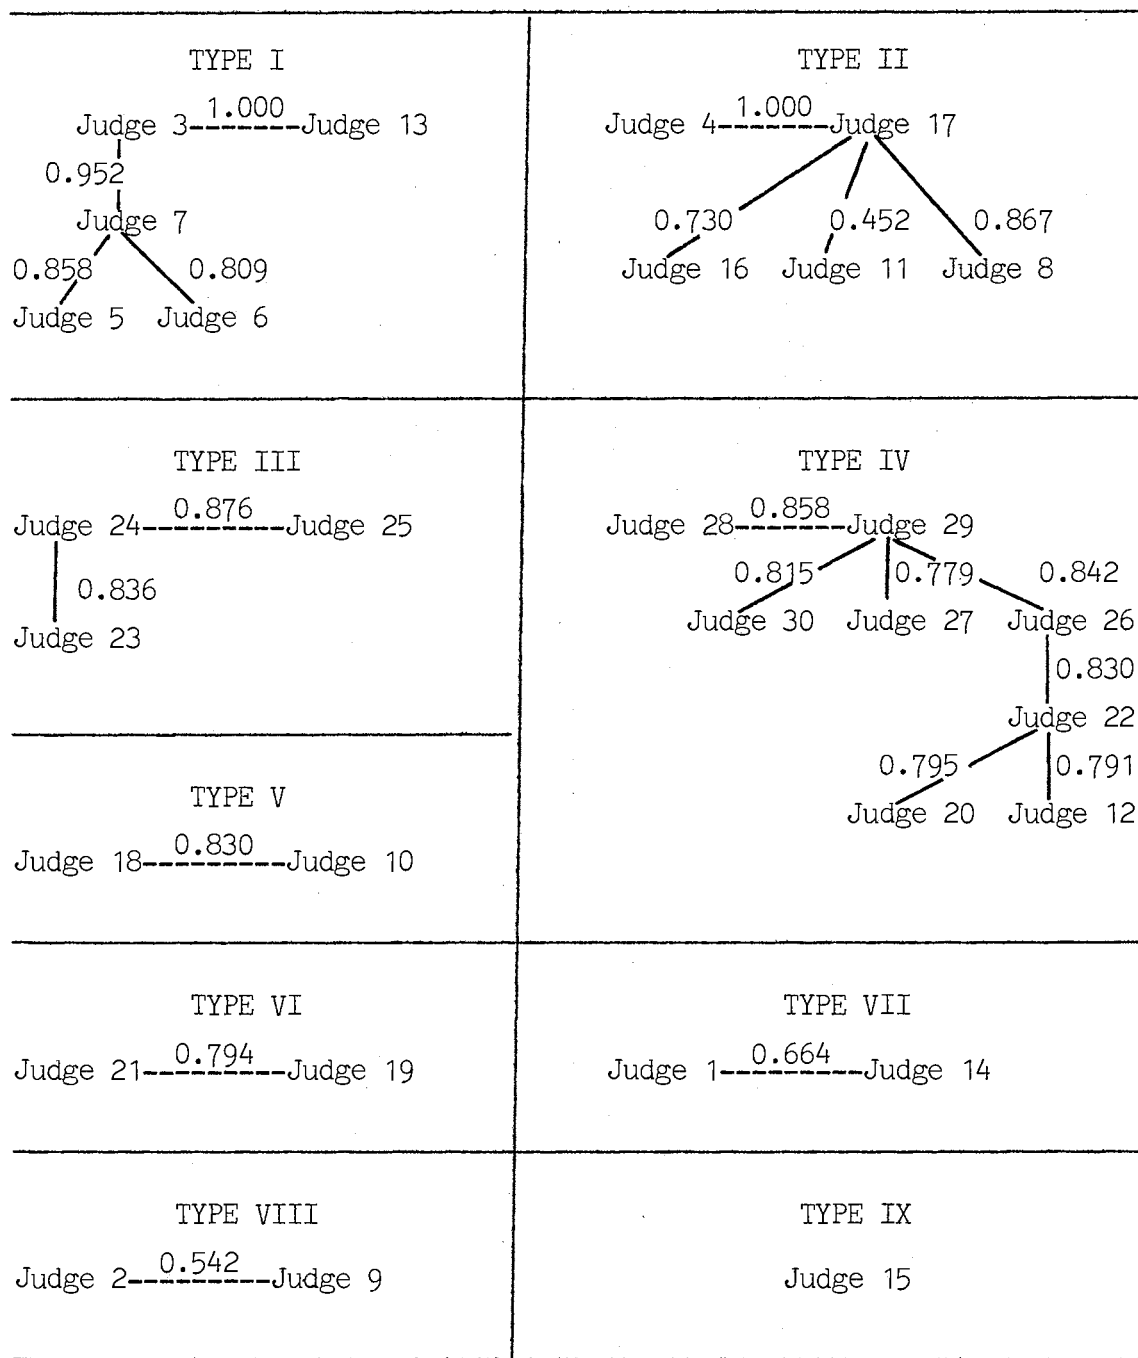 TYPE I
1.000
Judge 3 Judge 13
0.952
Judge 7
0.858 0.809
Judge 5 Judge 6
TYPE II
1.000
Judge 4 Judge 17
0.730 0.452 0.867
Judge 16 Judge 11 Judge 8
TYPE III
0.876
Judge 24 Judge 25
0.836
Judge 23
TYPE IV
0.858
Judge 28 Judge 29
0.815 0.779 0.842
Judge 30 Judge 27 Judge 26
0.830
Judge 22
0.795 0.791
Judge 20 Judge 12
TYPE V
0.830
Judge 18 Judge 10
TYPE VI
0.794
Judge 21 Judge 19
TYPE VII
0.664
Judge 1 Judge 14
TYPE VIII
0.542
Judge 2 Judge 9
TYPE IX
Judge 15